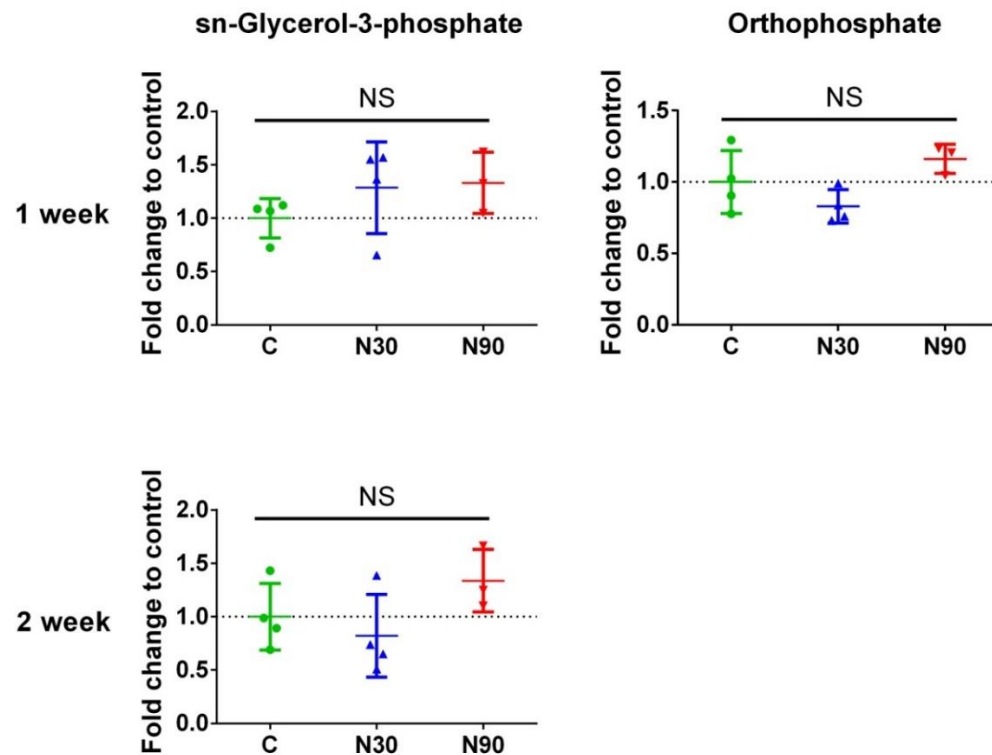 sn-Glycerol-3-phosphate
Orthophosphate
1 week
Fold change to control
2.0
1.5
1.0
0.5
0.0
NS
C N30 N90
Fold change to control
1.5
1.0
0.5
0.0
NS
C N30 N90
2 week
Fold change to control
2.0
1.5
1.0
0.5
0.0
NS
C N30 N90